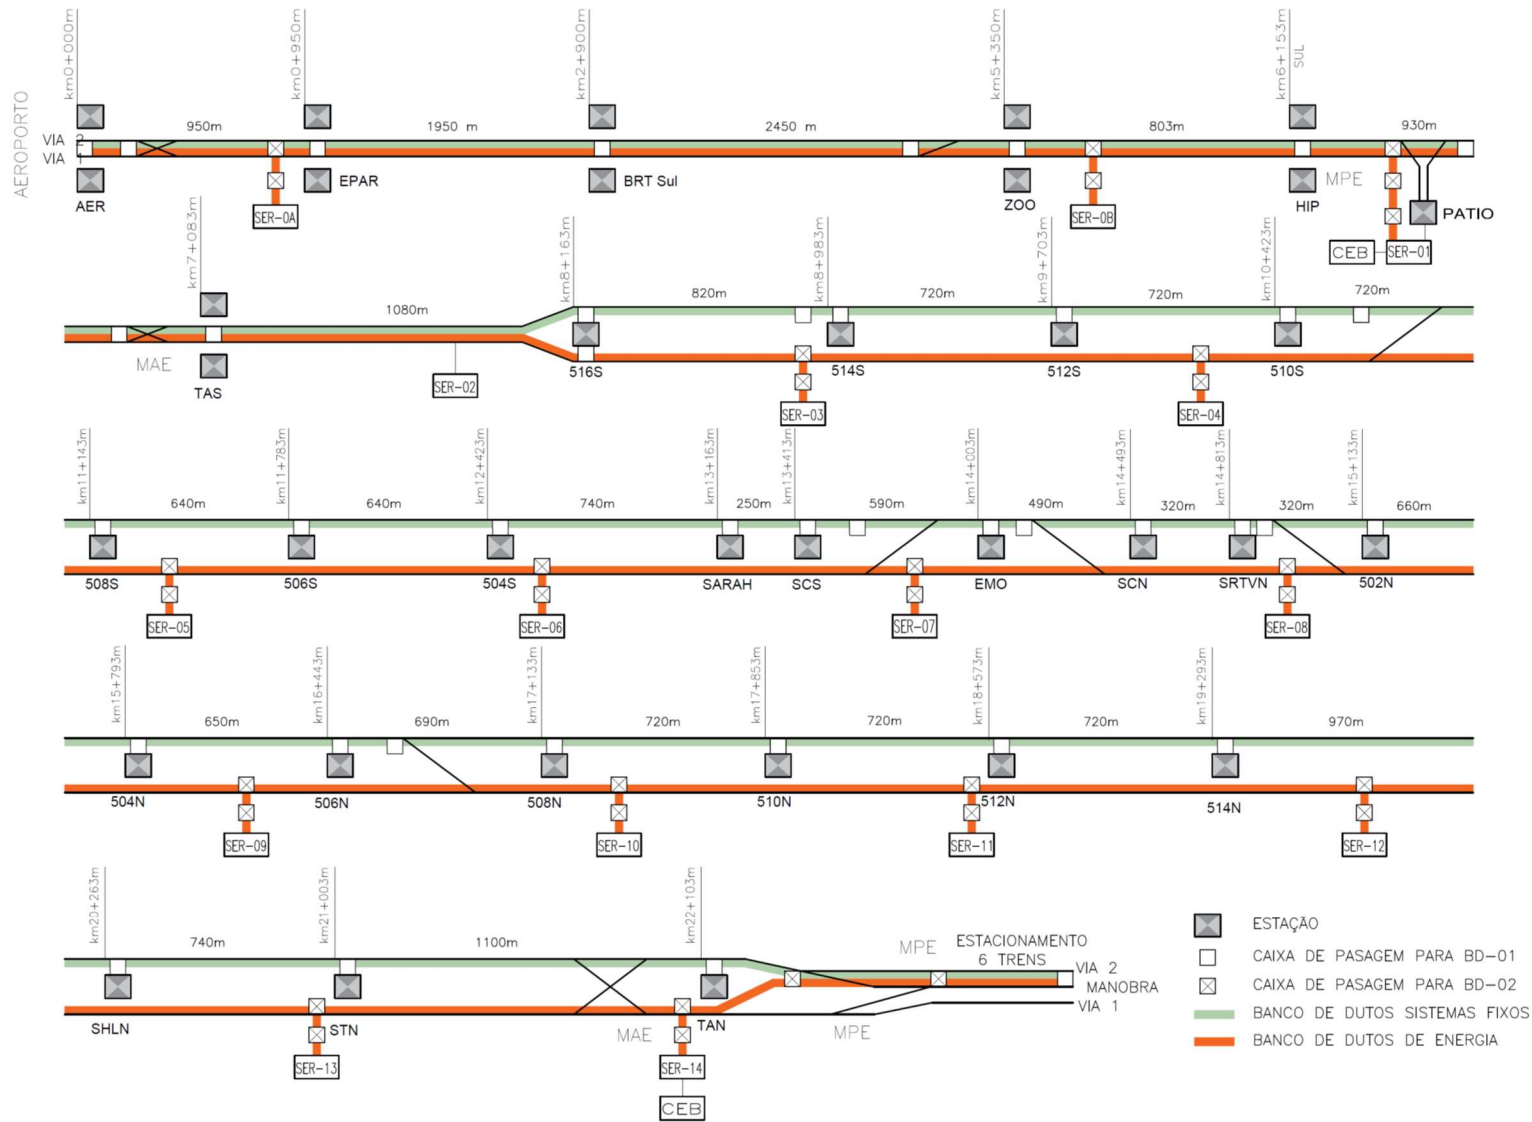 km0+000m
km0+950m
km2+900m
km5+350m
km6+153m
SUL
AEROPORTO
950m
1950 m
2450 m
803m
930m
VIA 2
VIA 1
AER
EPAR
BRT Sul
ZOO
HIP
MPE
PATIO
SER-0A
SER-0B
CEB
SER-01
km7+083m
km8+163m
km8+983m
km9+703m
km10+423m
1080m
820m
720m
720m
720m
MAE
TAS
SER-02
516S
514S
512S
510S
SER-03
SER-04
km11+143m
km11+783m
km12+423m
km13+163m
km13+413m
km14+003m
km14+493m
km14+813m
km15+133m
640m
640m
740m
250m
590m
490m
320m
320m
660m
508S
506S
504S
SARAH
SCS
EMO
SCN
SRTVN
502N
SER-05
SER-06
SER-07
SER-08
km15+793m
km16+443m
km17+133m
km17+853m
km18+573m
km19+293m
650m
690m
720m
720m
720m
970m
504N
506N
508N
510N
512N
514N
SER-09
SER-10
SER-11
SER-12
km20+263m
km21+003m
km22+103m
740m
1100m
MPE
ESTACIONAMENTO
6 TRENS
VIA 2
MANOBRA
VIA 1
SHLN
STN
MAE
TAN
MPE
SER-13
SER-14
CEB
ESTAÇÃO
CAIXA DE PASAGEM PARA BD-01
CAIXA DE PASAGEM PARA BD-02
BANCO DE DUTOS SISTEMAS FIXOS
BANCO DE DUTOS DE ENERGIA